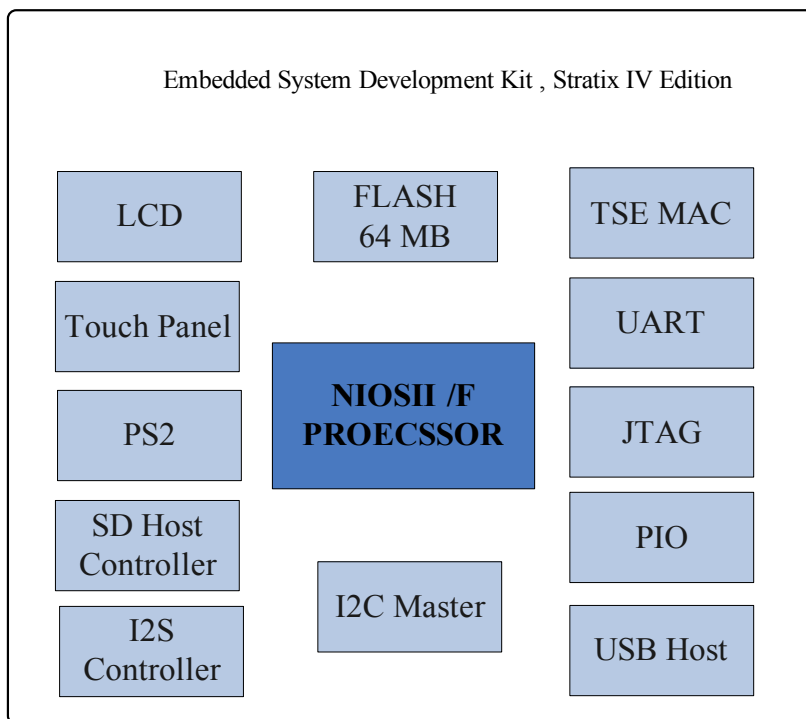 Embedded System Development Kit , Stratix IV Edition
LCD
FLASH
64 MB
TSE MAC
Touch Panel
UART
NIOSII /F
PROECSSOR
PS2
JTAG
SD Host
Controller
PIO
I2C Master
I2S
Controller
USB Host